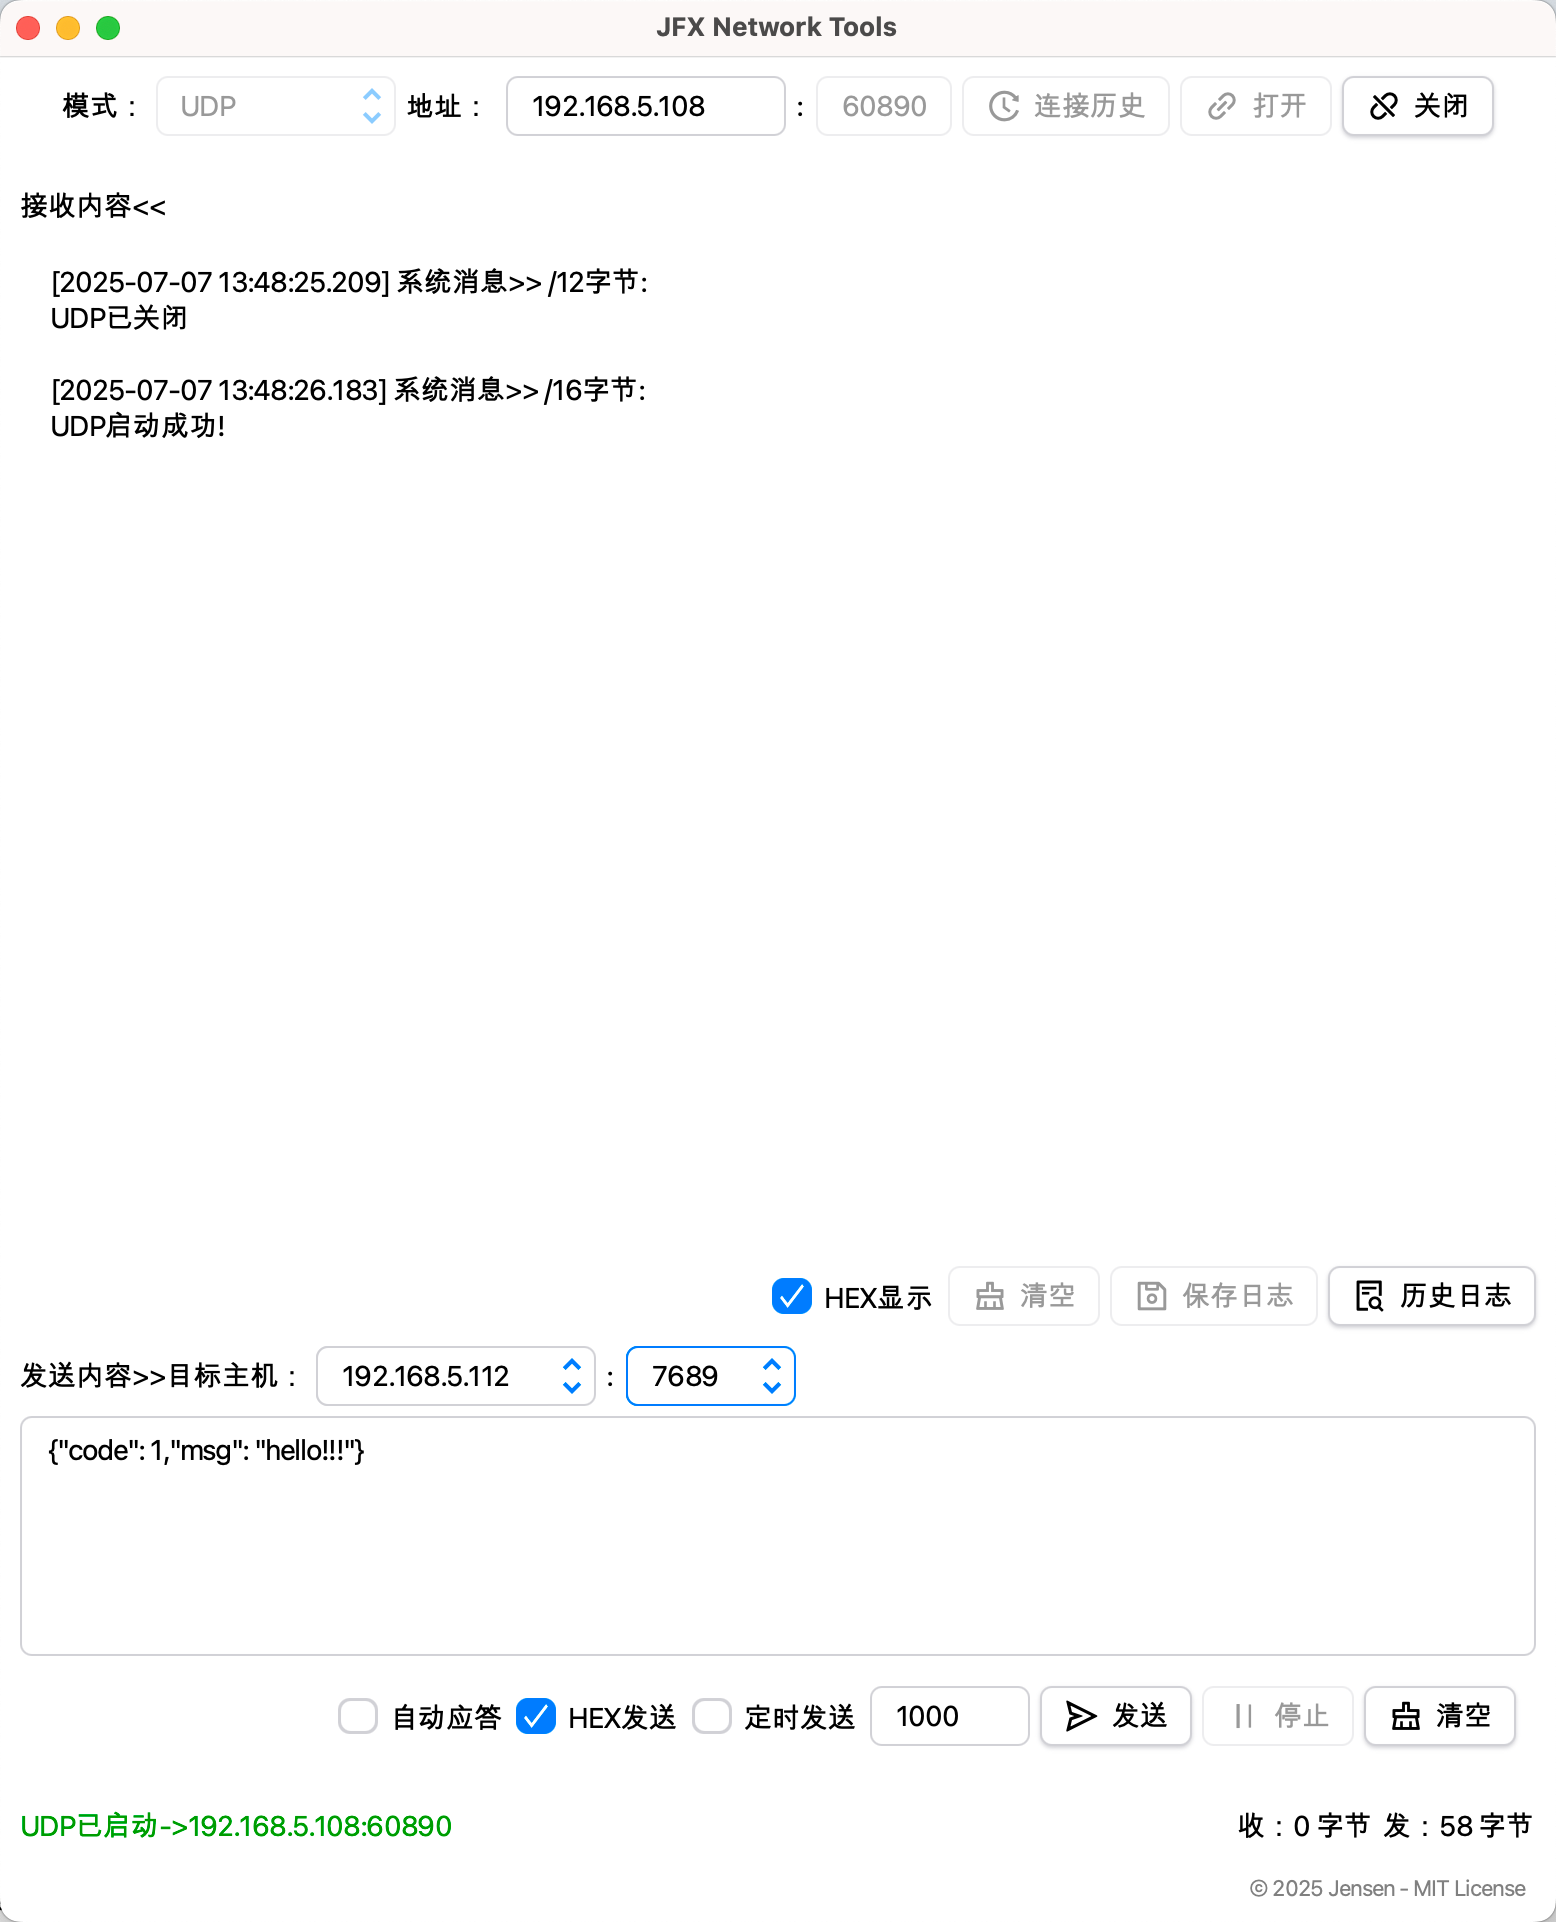 JFX Network Tools
模式： UDP 地址： 192.168.5.108 : 60890 连接历史 打开 关闭
接收内容<<
[2025-07-07 13:48:25.209] 系统消息>> /12字节:
UDP已关闭
[2025-07-07 13:48:26.183] 系统消息>> /16字节:
UDP启动成功!
HEX显示 清空 保存日志 历史日志
发送内容>>目标主机： 192.168.5.112 : 7689
{"code": 1,"msg": "hello!!!"}
自动应答 HEX发送 定时发送 1000 发送 停止 清空
UDP已启动->192.168.5.108:60890 收：0 字节 发：58 字节
© 2025 Jensen - MIT License